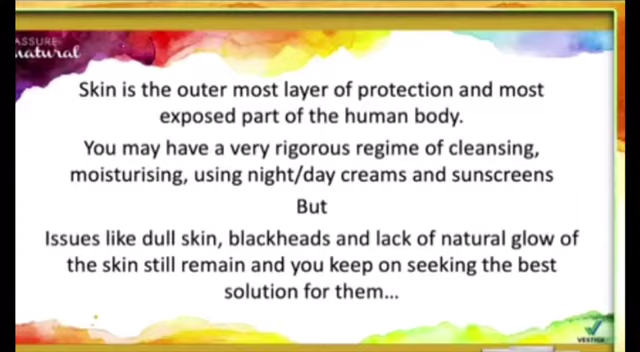 ASSURE
natural
Skin is the outer most layer of protection and most
exposed part of the human body.
You may have a very rigorous regime of cleansing,
moisturising, using night/day creams and sunscreens
But
Issues like dull skin, blackheads and lack of natural glow of
the skin still remain and you keep on seeking the best
solution for them...
VESTIGE